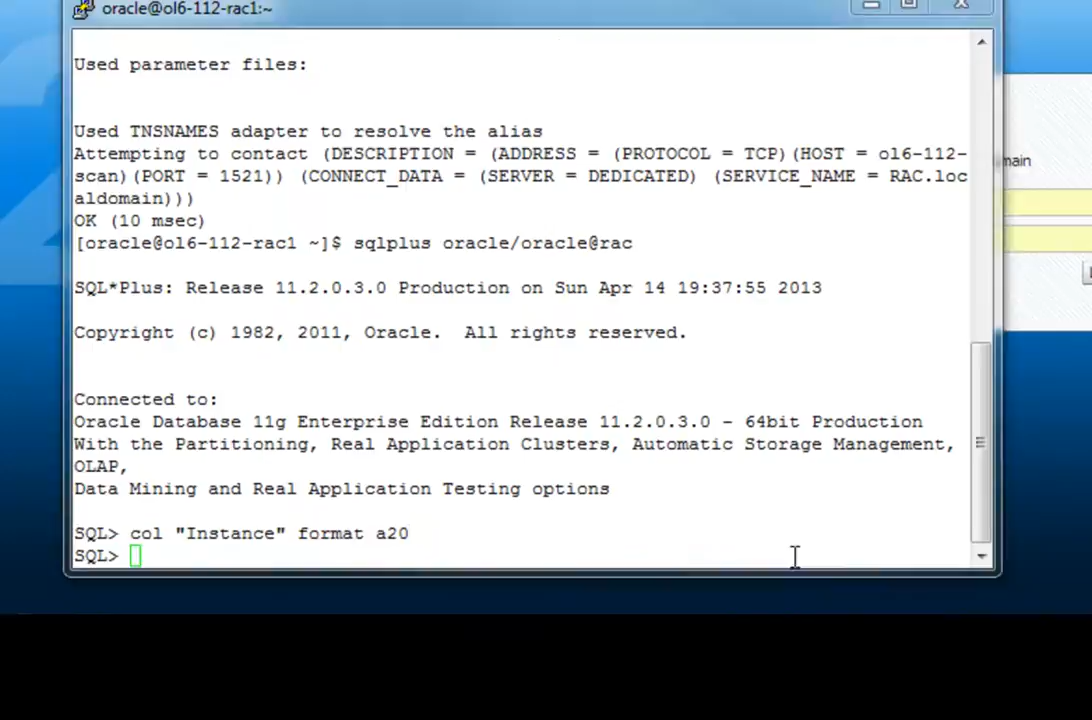 oracle@ol6-112-rac1:~
Used parameter files:
Used TNSNAMES adapter to resolve the alias
Attempting to contact (DESCRIPTION = (ADDRESS = (PROTOCOL = TCP)(HOST = ol6-112-
scan)(PORT = 1521)) (CONNECT_DATA = (SERVER = DEDICATED) (SERVICE_NAME = RAC.loc
aldomain)))
OK (10 msec)
[oracle@ol6-112-rac1 ~]$ sqlplus oracle/oracle@rac
SQL*Plus: Release 11.2.0.3.0 Production on Sun Apr 14 19:37:55 2013
Copyright (c) 1982, 2011, Oracle.  All rights reserved.
Connected to:
Oracle Database 11g Enterprise Edition Release 11.2.0.3.0 - 64bit Production
With the Partitioning, Real Application Clusters, Automatic Storage Management,
OLAP,
Data Mining and Real Application Testing options
SQL> col "Instance" format a20
SQL>